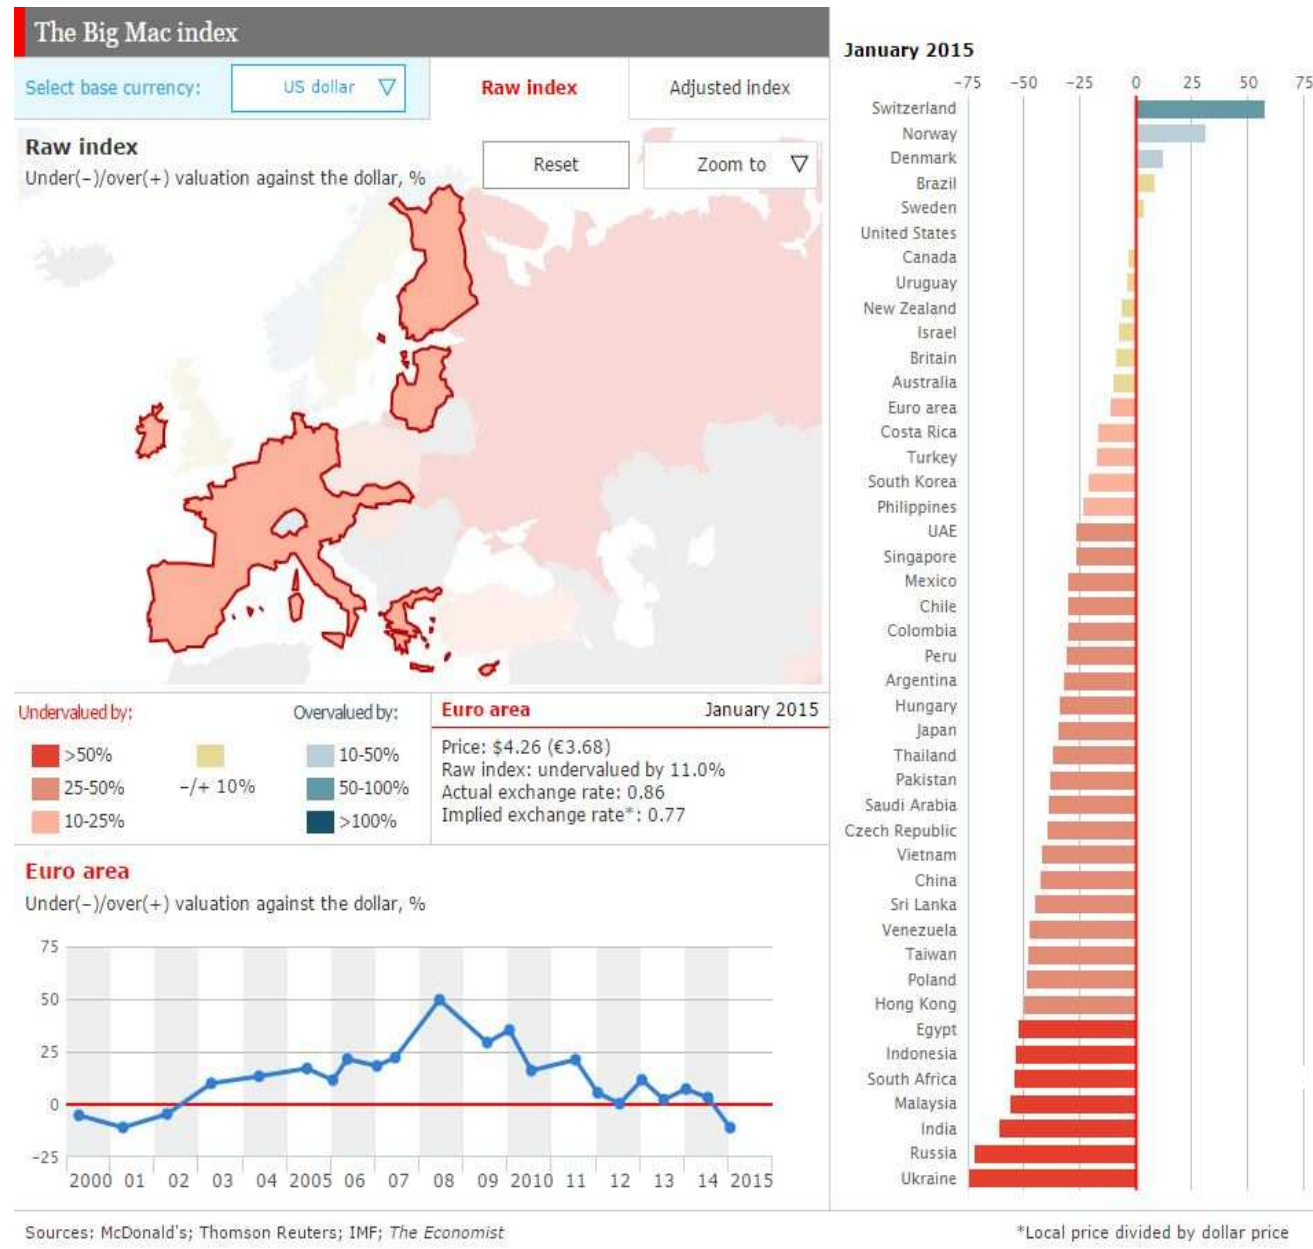 The Big Mac index
Select base currency:
US dollar
Raw index
Adjusted index
Raw index
Under(−)/over(+) valuation against the dollar, %
Reset
Zoom to
Undervalued by:
>50%
25-50%
10-25%
−/+ 10%
Overvalued by:
10-50%
50-100%
>100%
Euro area
January 2015
Price: $4.26 (€3.68)
Raw index: undervalued by 11.0%
Actual exchange rate: 0.86
Implied exchange rate*: 0.77
Euro area
Under(−)/over(+) valuation against the dollar, %
75
50
25
0
−25
2000 01 02 03 04 2005 06 07 08 09 2010 11 12 13 14 2015
January 2015
−75 −50 −25 0 25 50 75
Switzerland
Norway
Denmark
Brazil
Sweden
United States
Canada
Uruguay
New Zealand
Israel
Britain
Australia
Euro area
Costa Rica
Turkey
South Korea
Philippines
UAE
Singapore
Mexico
Chile
Colombia
Peru
Argentina
Hungary
Japan
Thailand
Pakistan
Saudi Arabia
Czech Republic
Vietnam
China
Sri Lanka
Venezuela
Taiwan
Poland
Hong Kong
Egypt
Indonesia
South Africa
Malaysia
India
Russia
Ukraine
Sources: McDonald's; Thomson Reuters; IMF; The Economist
*Local price divided by dollar price